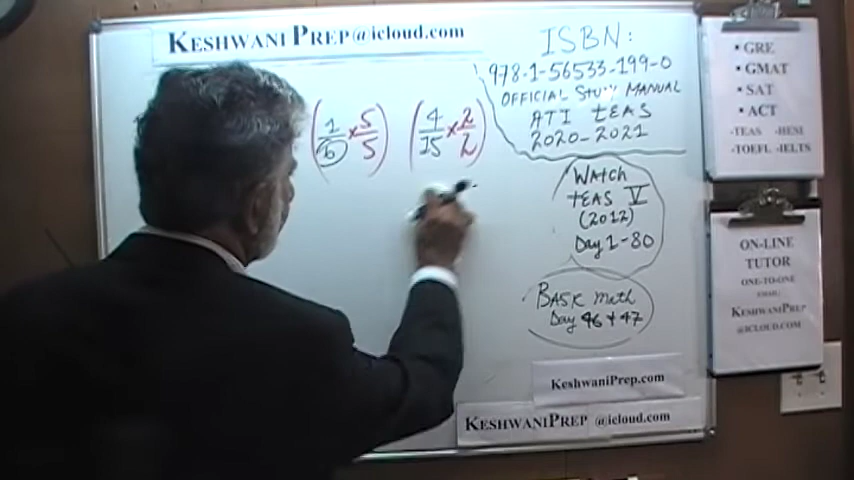 KESHWANI PREP@icloud.com
(1/6 × 5/5) (4/15 × 2/2)
ISBN:
978-1-56533-199-0
OFFICIAL STUDY MANUAL
ATI TEAS
2020-2021
WATCH
TEAS V
(2012)
Day 1-80
BASIC Math
Day 46 + 47
KESHWANIPREP.com
KESHWANIPREP @icloud.com
• GRE
• GMAT
• SAT
• ACT
-TEAS -HESI
-TOEFL -IELTS
ON-LINE
TUTOR
ONE-TO-ONE
EMAIL:
KESHWANIPREP
@ICLOUD.COM